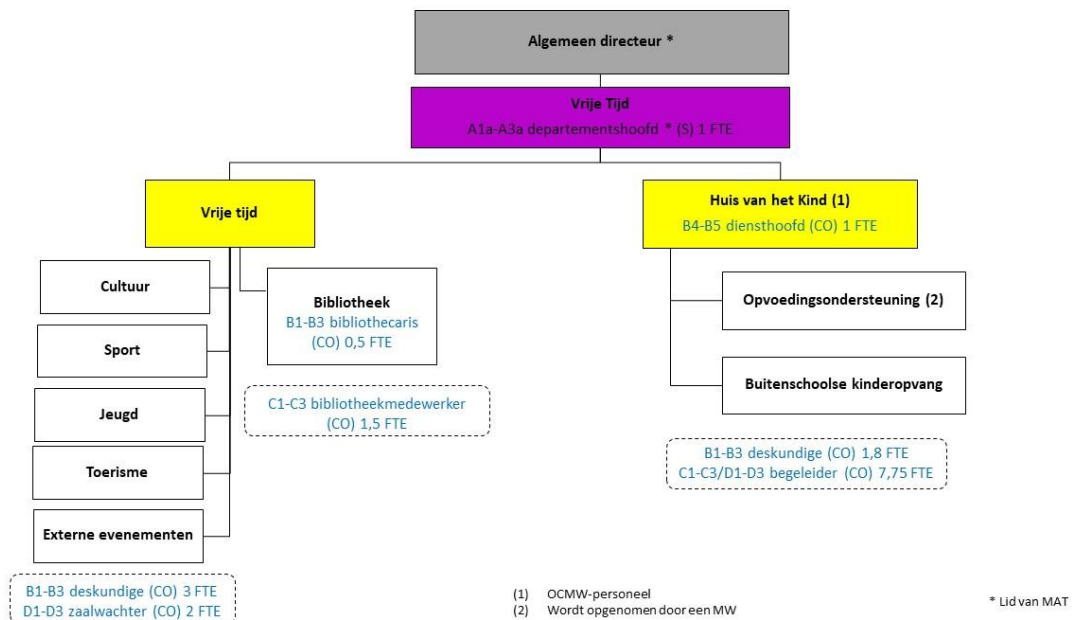 Algemeen directeur *
Vrije Tijd
A1a-A3a departementshoofd * (S) 1 FTE
Vrije tijd
Huis van het Kind (1)
B4-B5 diensthoofd (CO) 1 FTE
Cultuur
Sport
Jeugd
Toerisme
Externe evenementen
B1-B3 deskundige (CO) 3 FTE
D1-D3 zaalwachter (CO) 2 FTE
Bibliotheek
B1-B3 bibliothecaris
(CO) 0,5 FTE
C1-C3 bibliotheekmedewerker
(CO) 1,5 FTE
Opvoedingsondersteuning (2)
Buitenschoolse kinderopvang
B1-B3 deskundige (CO) 1,8 FTE
C1-C3/D1-D3 begeleider (CO) 7,75 FTE
(1) OCMW-personeel
(2) Wordt opgenomen door een MW
* Lid van MAT